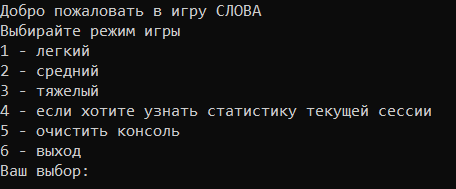 Добро пожаловать в игру СЛОВА
Выбирайте режим игры
1 - легкий
2 - средний
3 - тяжелый
4 - если хотите узнать статистику текущей сессии
5 - очистить консоль
6 - выход
Ваш выбор: